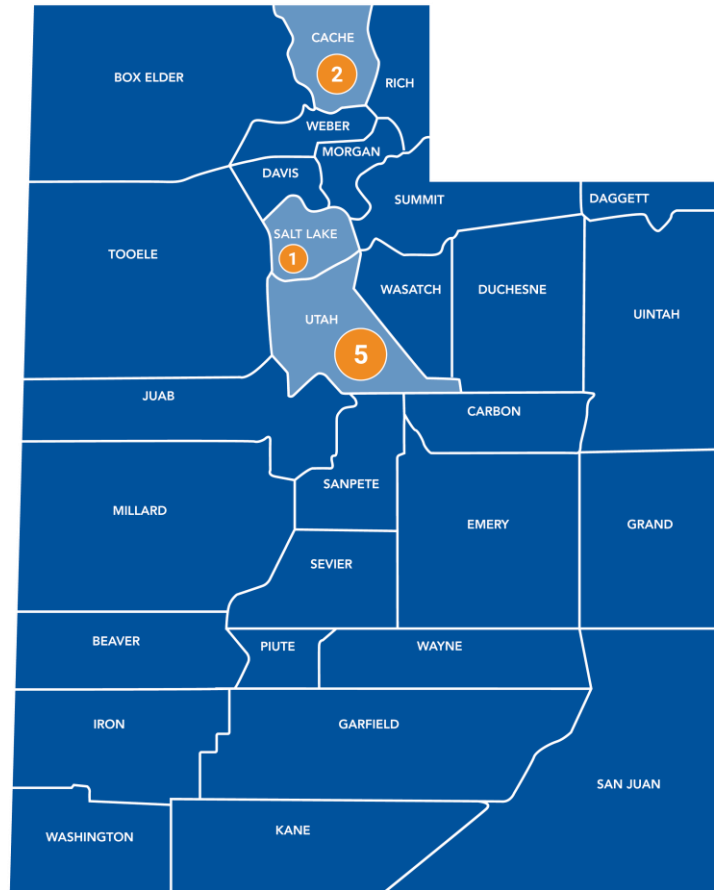 CACHE
2
BOX ELDER
RICH
WEBER
MORGAN
DAVIS
SUMMIT
DAGGETT
SALT LAKE
1
TOOELE
WASATCH
DUCHESNE
UINTAH
UTAH
5
JUAB
CARBON
SANPETE
MILLARD
EMERY
GRAND
SEVIER
BEAVER
PIUTE
WAYNE
IRON
GARFIELD
SAN JUAN
WASHINGTON
KANE